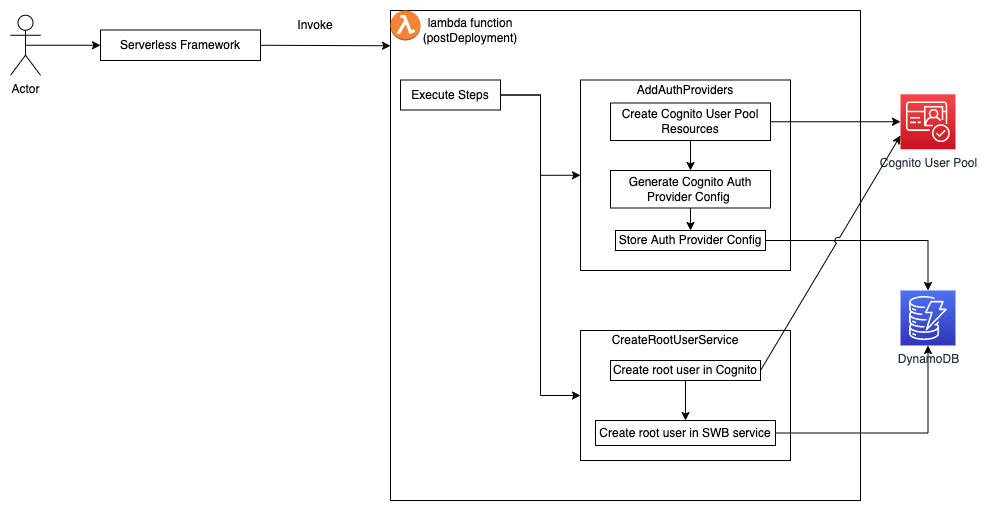 Actor
Serverless Framework
Invoke
lambda function
(postDeployment)
Execute Steps
AddAuthProviders
Create Cognito User Pool
Resources
Generate Cognito Auth
Provider Config
Store Auth Provider Config
CreateRootUserService
Create root user in Cognito
Create root user in SWB service
Cognito User Pool
DynamoDB